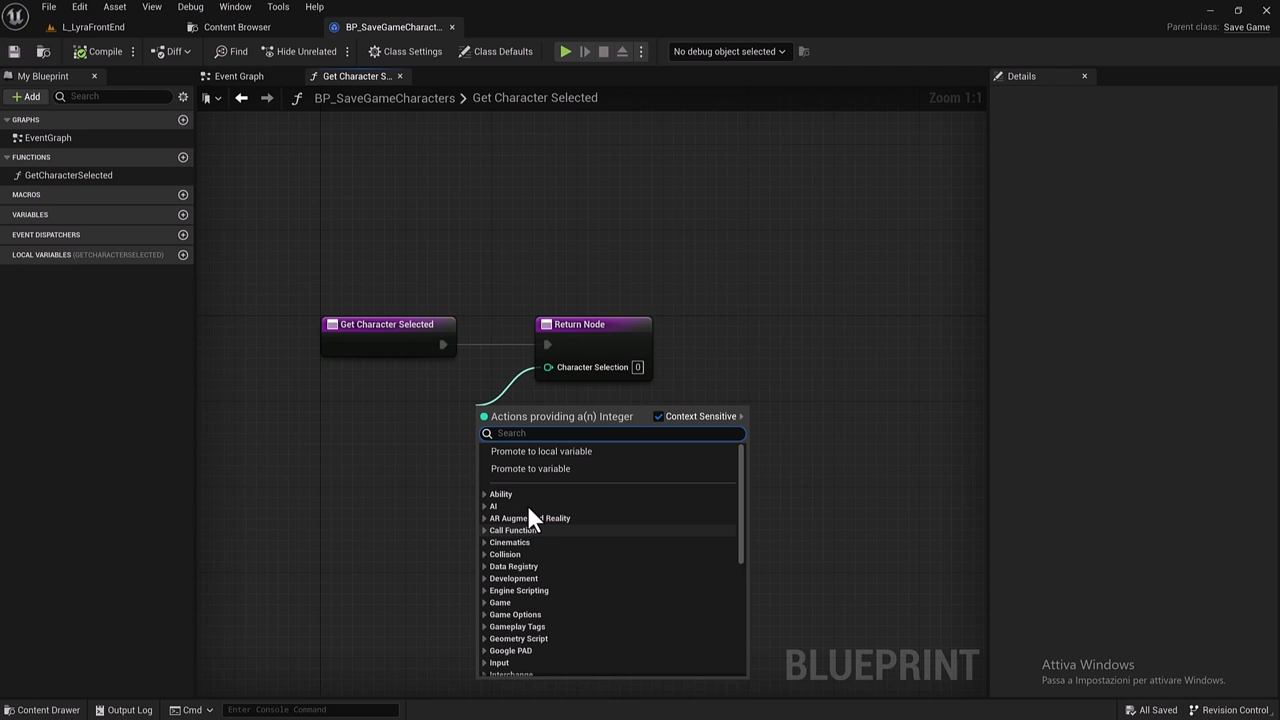 File Edit Asset View Debug Window Tools Help
L_LyraFrontEnd Content Browser BP_SaveGameCharact... Parent class: Save Game
Compile Diff Find Hide Unrelated Class Settings Class Defaults No debug object selected
My Blueprint Event Graph Get Character S... Details
Add Search BP_SaveGameCharacters > Get Character Selected Zoom 1:1
GRAPHS
EventGraph
FUNCTIONS
GetCharacterSelected
MACROS
VARIABLES
EVENT DISPATCHERS
LOCAL VARIABLES (GETCHARACTERSELECTED)
Get Character Selected Return Node
Character Selection 0
Actions providing a(n) Integer Context Sensitive
Search
Promote to local variable
Promote to variable
Ability
AI
AR Reality
Call
Cinematics
Collision
Data Registry
Development
Engine Scripting
Game
Game Options
Gameplay Tags
Geometry Script
Google PAD
Input
Interchange
BLUEPRINT
Attiva Windows
Passa a Impostazioni per attivare Windows.
Content Drawer Output Log Cmd Enter Console Command All Saved Revision Control